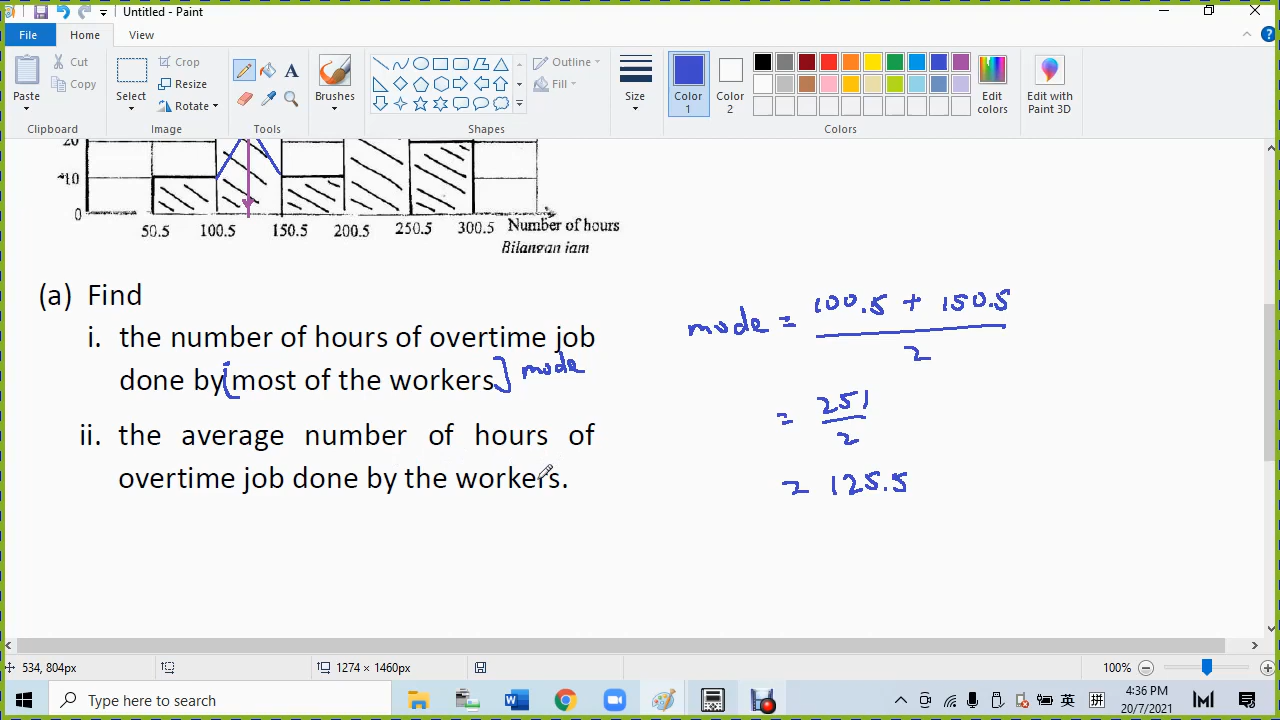 Untitled - Paint
File Home View
Paste Cut Copy Clipboard
Select Crop Resize Rotate Image
Tools
Brushes
Outline Fill Shapes
Size
Color 1 Color 2 Edit colors Colors
Edit with Paint 3D
20
10
0
50.5 100.5 150.5 200.5 250.5 300.5 Number of hours
Bilangan jam
(a) Find
i. the number of hours of overtime job
done by [most of the workers] mode
ii. the average number of hours of
overtime job done by the workers.
mode = 100.5 + 150.5
2
= 251
2
= 125.5
534, 804px 1274 × 1460px 100%
Type here to search
英 拼
4:36 PM
20/7/2021